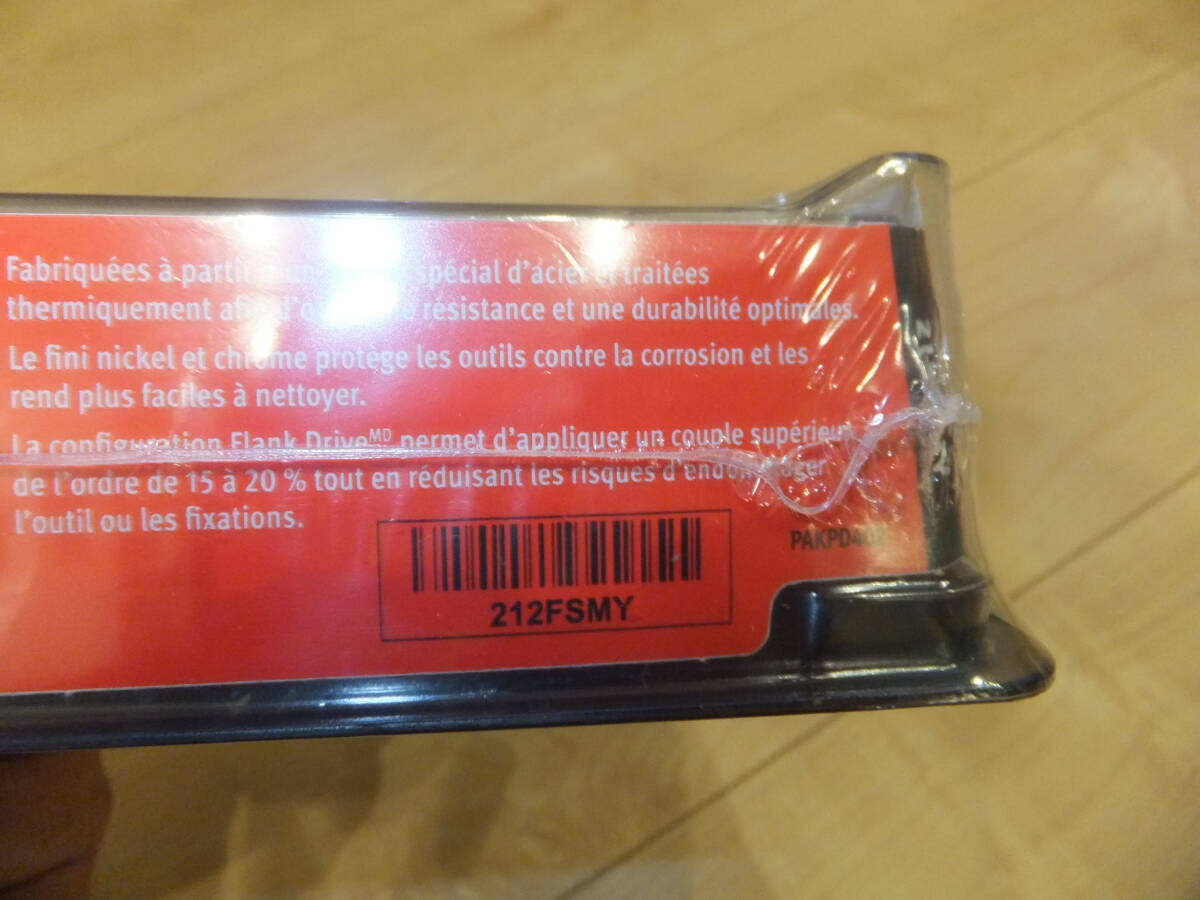 Fabriquées à partir spécial d'acier et traitées
thermiquement résistance et une durabilité optimales.
Le fini nickel et chrome protège les outils contre la corrosion et les
rend plus faciles à nettoyer.
La configuration Flank Drive MD permet d'appliquer un couple supérieur
de l'ordre de 15 à 20 % tout en réduisant les risques d'endommager
l'outil ou les fixations.
212FSMY